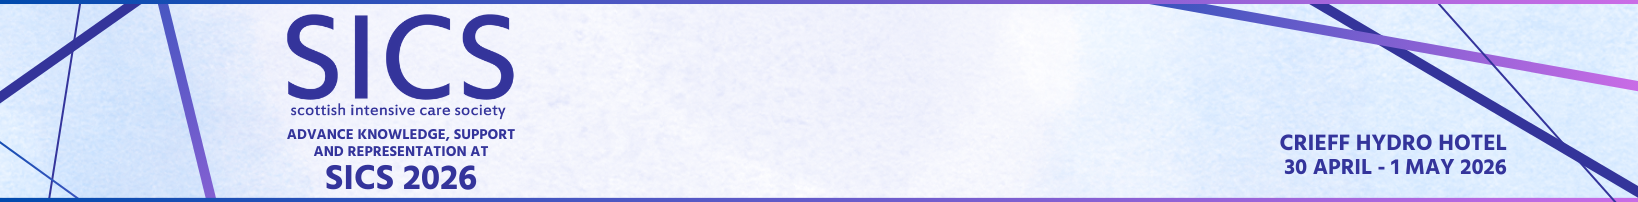 SICS
scottish intensive care society
ADVANCE KNOWLEDGE, SUPPORT
AND REPRESENTATION AT
SICS 2026
CRIEFF HYDRO HOTEL
30 APRIL - 1 MAY 2026